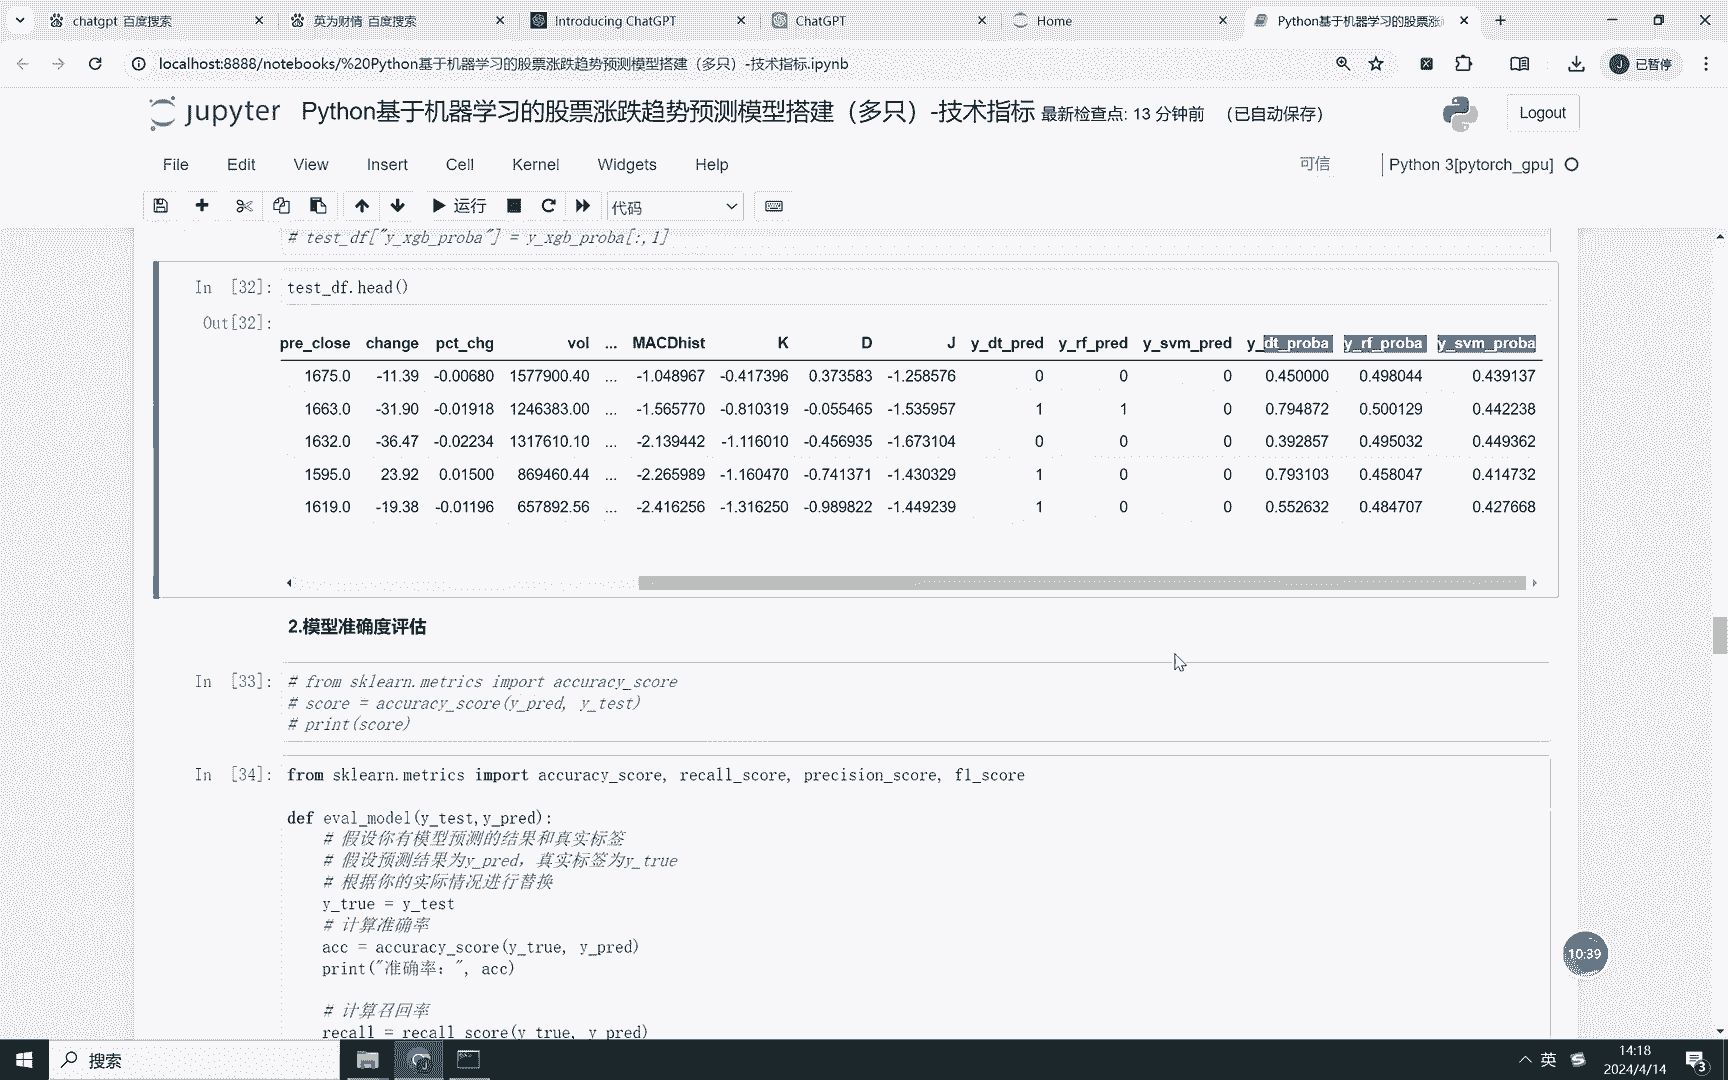 chatgpt 百度搜索
英为财情 百度搜索
Introducing ChatGPT
ChatGPT
Home
Python基于机器学习的股票涨
localhost:8888/notebooks/%20Python基于机器学习的股票涨跌趋势预测模型搭建（多只）-技术指标.ipynb
J 已暂停
jupyter Python基于机器学习的股票涨跌趋势预测模型搭建（多只）-技术指标 最新检查点: 13 分钟前 （已自动保存） Logout
File Edit View Insert Cell Kernel Widgets Help 可信 Python 3[pytorch_gpu]
运行 代码
# test_df["y_xgb_proba"] = y_xgb_proba[:,1]
In [32]: test_df.head()
Out[32]:
pre_close change pct_chg vol ... MACDhist K D J y_dt_pred y_rf_pred y_svm_pred y_dt_proba y_rf_proba y_svm_proba
1675.0 -11.39 -0.00680 1577900.40 ... -1.048967 -0.417396 0.373583 -1.258576 0 0 0 0.450000 0.498044 0.439137
1663.0 -31.90 -0.01918 1246383.00 ... -1.565770 -0.810319 -0.055465 -1.535957 1 1 0 0.794872 0.500129 0.442238
1632.0 -36.47 -0.02234 1317610.10 ... -2.139442 -1.116010 -0.456935 -1.673104 0 0 0 0.392857 0.495032 0.449362
1595.0 23.92 0.01500 869460.44 ... -2.265989 -1.160470 -0.741371 -1.430329 1 0 0 0.793103 0.458047 0.414732
1619.0 -19.38 -0.01196 657892.56 ... -2.416256 -1.316250 -0.989822 -1.449239 1 0 0 0.552632 0.484707 0.427668
2.模型准确度评估
In [33]: # from sklearn.metrics import accuracy_score
# score = accuracy_score(y_pred, y_test)
# print(score)
In [34]: from sklearn.metrics import accuracy_score, recall_score, precision_score, f1_score
def eval_model(y_test,y_pred):
# 假设你有模型预测的结果和真实标签
# 假设预测结果为y_pred，真实标签为y_true
# 根据你的实际情况进行替换
y_true = y_test
# 计算准确率
acc = accuracy_score(y_true, y_pred)
print("准确率：", acc)
# 计算召回率
recall = recall_score(y_true, y_pred)
10:39
搜索
英
14:18
2024/4/14
3